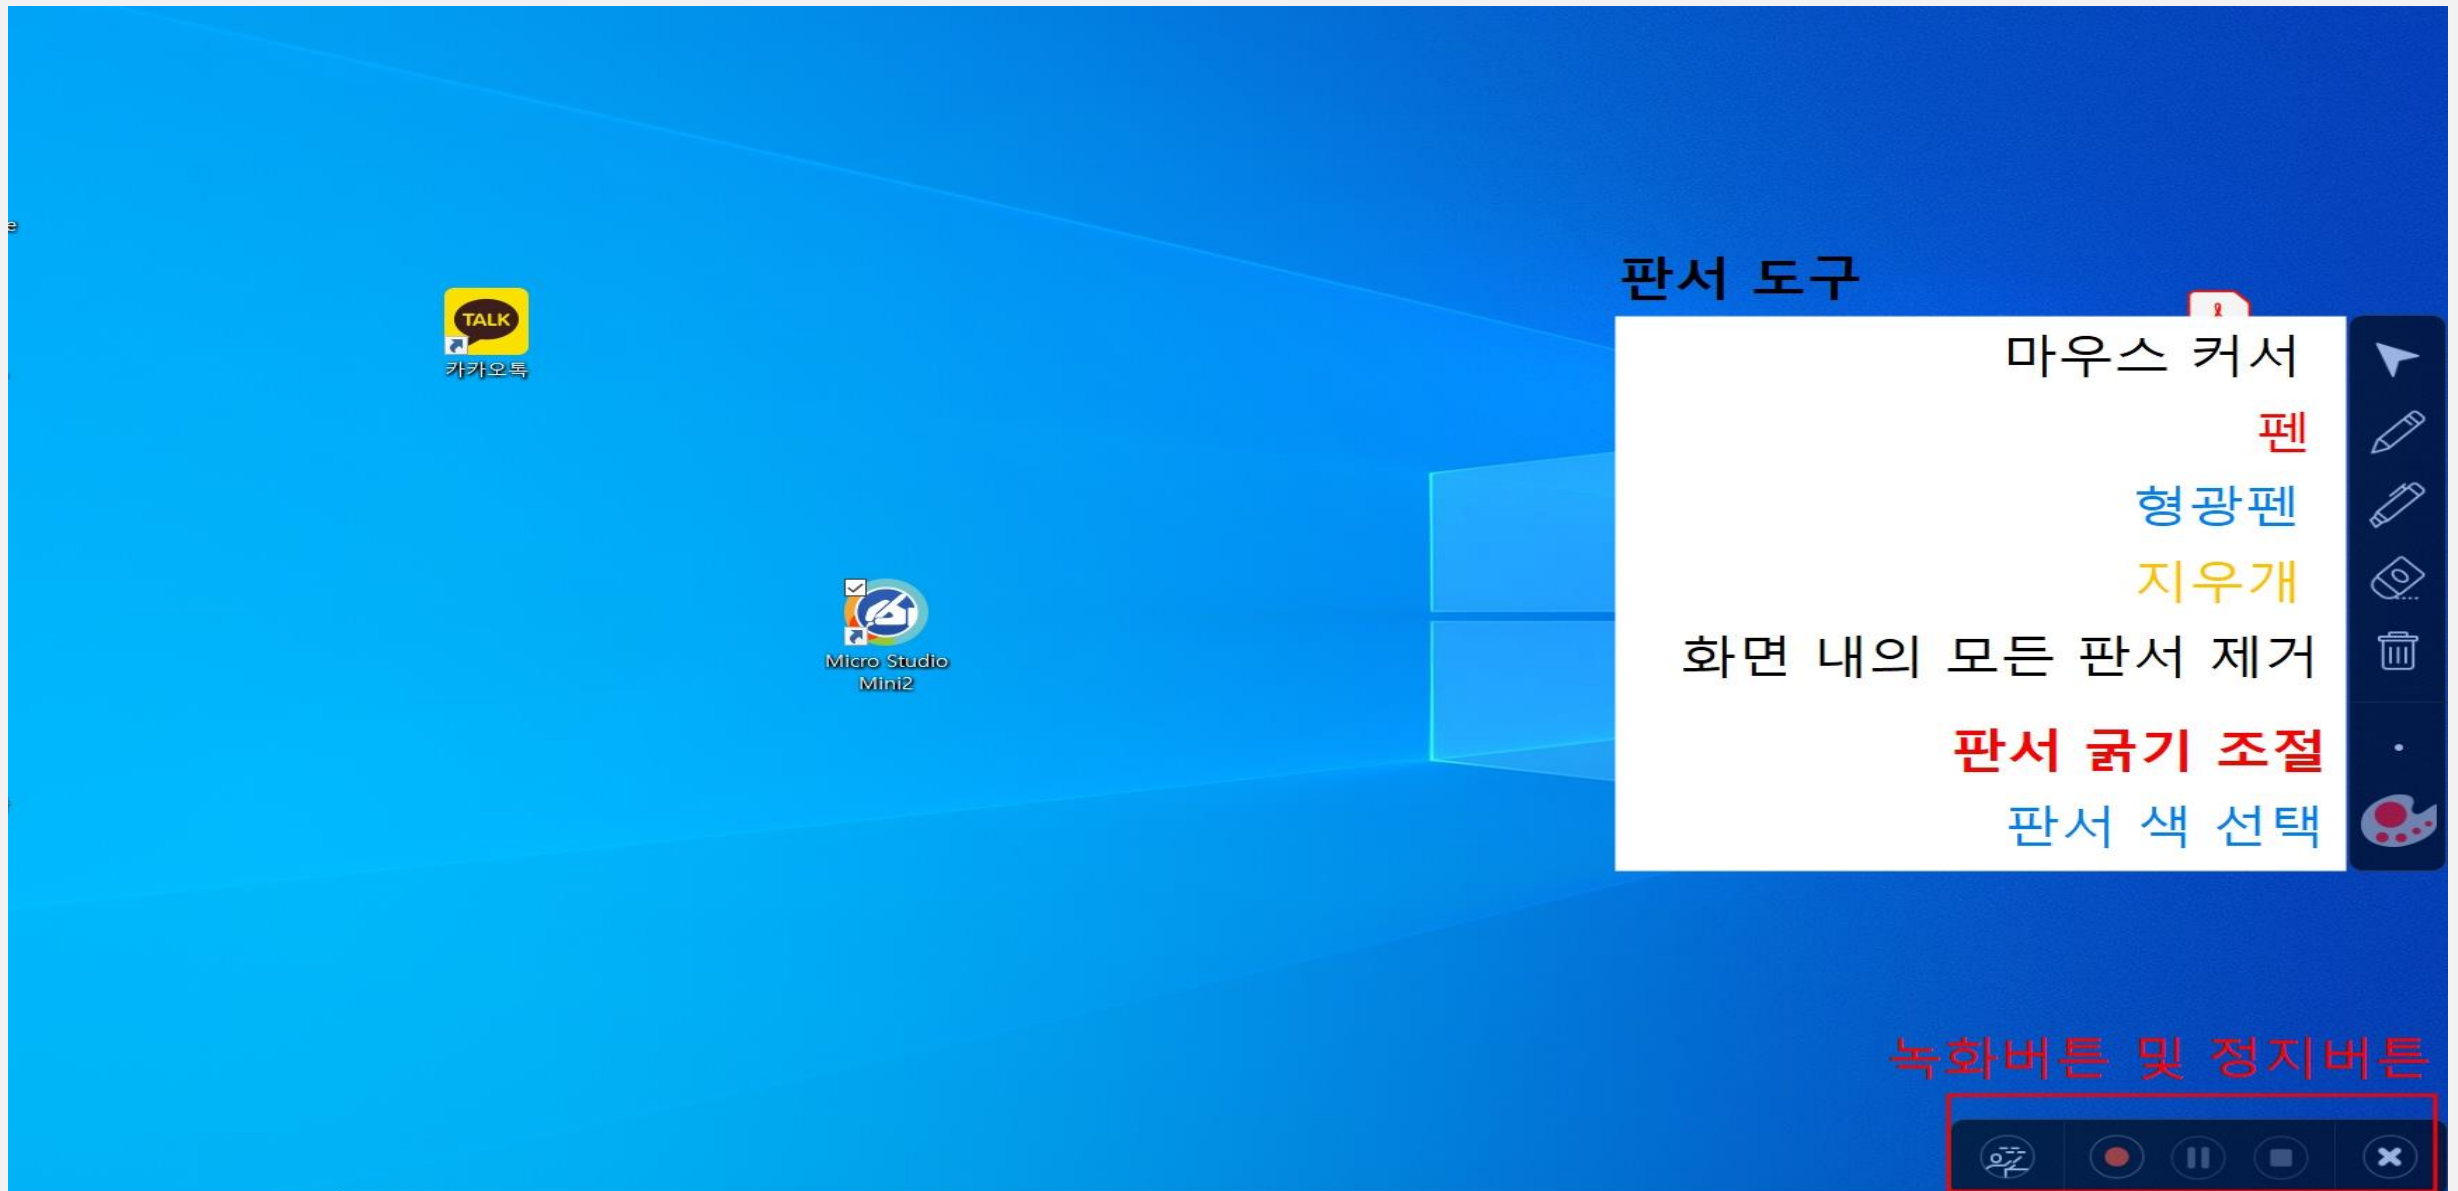 판서 도구
TALK
카카오톡
마우스 커서
펜
형광펜
지우개
Micro Studio
Mini2
화면 내의 모든 판서 제거
판서 굵기 조절
판서 색 선택
녹화버튼 및 정지버튼